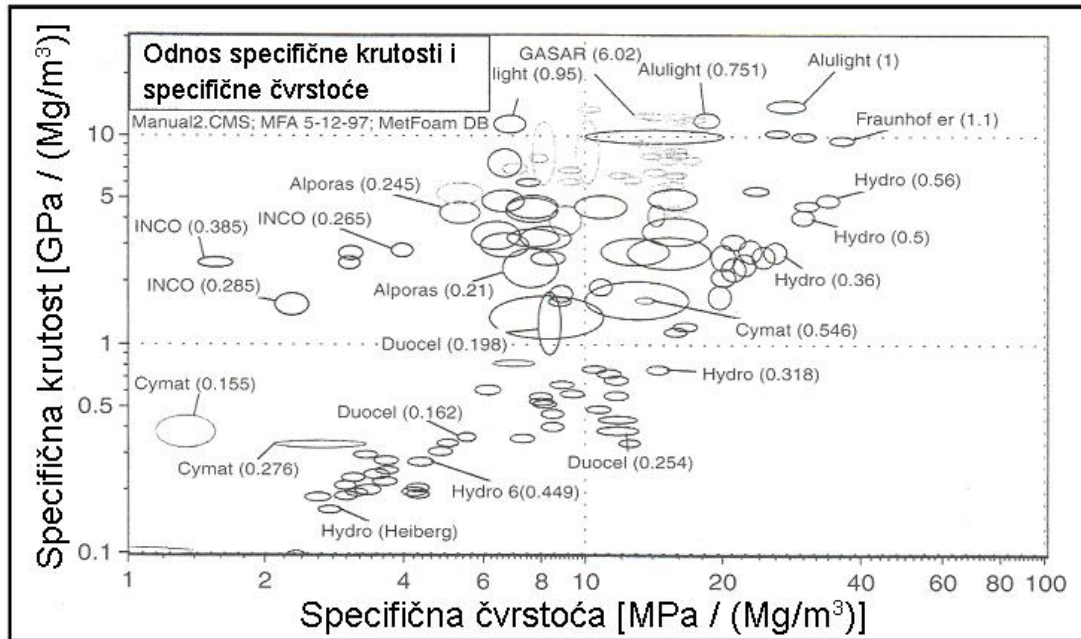 Odnos specifične krutosti i
specifične čvrstoće
GASAR (6.02)
light (0.95)
Alulight (0.751)
Alulight (1)
Manual2.CMS; MFA 5-12-97; MetFoam DB
Fraunhof er (1.1)
Alporas (0.245)
Hydro (0.56)
INCO (0.265)
INCO (0.385)
Hydro (0.5)
INCO (0.285)
Alporas (0.21)
Hydro (0.36)
Cymat (0.546)
Duocel (0.198)
Hydro (0.318)
Cymat (0.155)
Duocel (0.162)
Cymat (0.276)
Duocel (0.254)
Hydro 6(0.449)
Hydro (Heiberg)
Specifična krutost [GPa / (Mg/m³)]
10
5
1
0.5
0.1
1 2 4 6 8 10 20 40 60 80 100
Specifična čvrstoća [MPa / (Mg/m³]